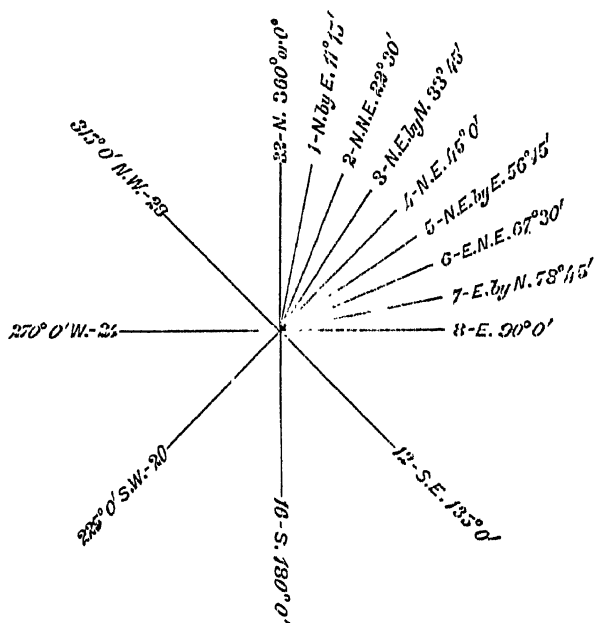 32-N. 360° or 0°
1-N. by E. 11° 15'
2-N.N.E. 22° 30'
3-N.E. by N. 33° 45'
4-N.E. 45° 0'
5-N.E. by E. 56° 15'
6-E.N.E. 67° 30'
7-E. by N. 78° 45'
8-E. 90° 0'
12-S.E. 135° 0'
16-S. 180° 0'
225° 0' S.W.-20
270° 0' W.-24
315° 0' N.W.-28